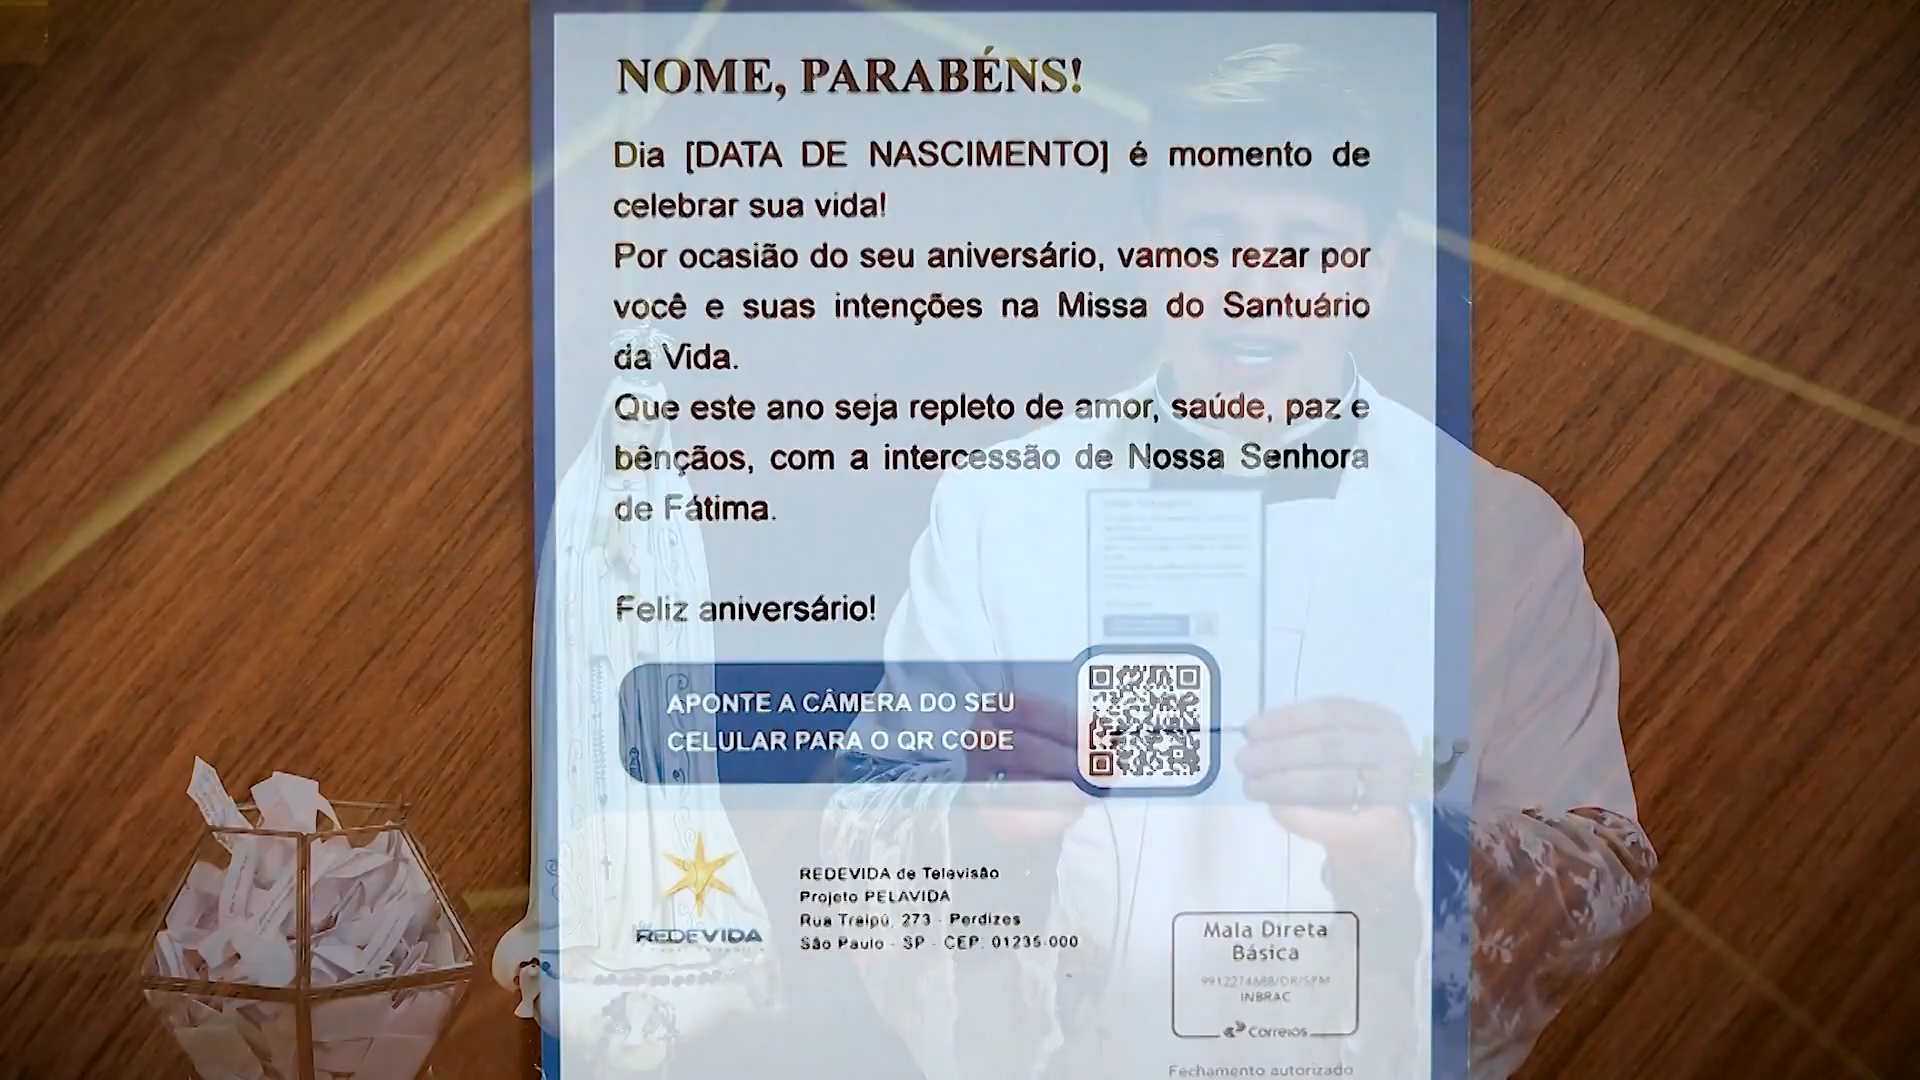 NOME, PARABÉNS!
Dia [DATA DE NASCIMENTO] é momento de
celebrar sua vida!
Por ocasião do seu aniversário, vamos rezar por
você e suas intenções na Missa do Santuário
da Vida.
Que este ano seja repleto de amor, saúde, paz e
bênçãos, com a intercessão de Nossa Senhora
de Fátima.
Feliz aniversário!
APONTE A CÂMERA DO SEU
CELULAR PARA O QR CODE
REDEVIDA
REDEVIDA de Televisão
Projeto PELAVIDA
Rua Traipú, 273 - Perdizes
São Paulo - SP - CEP: 01235-000
Mala Direta
Básica
9912274688/DR/SPM
INBRAC
Correios
Fechamento autorizado